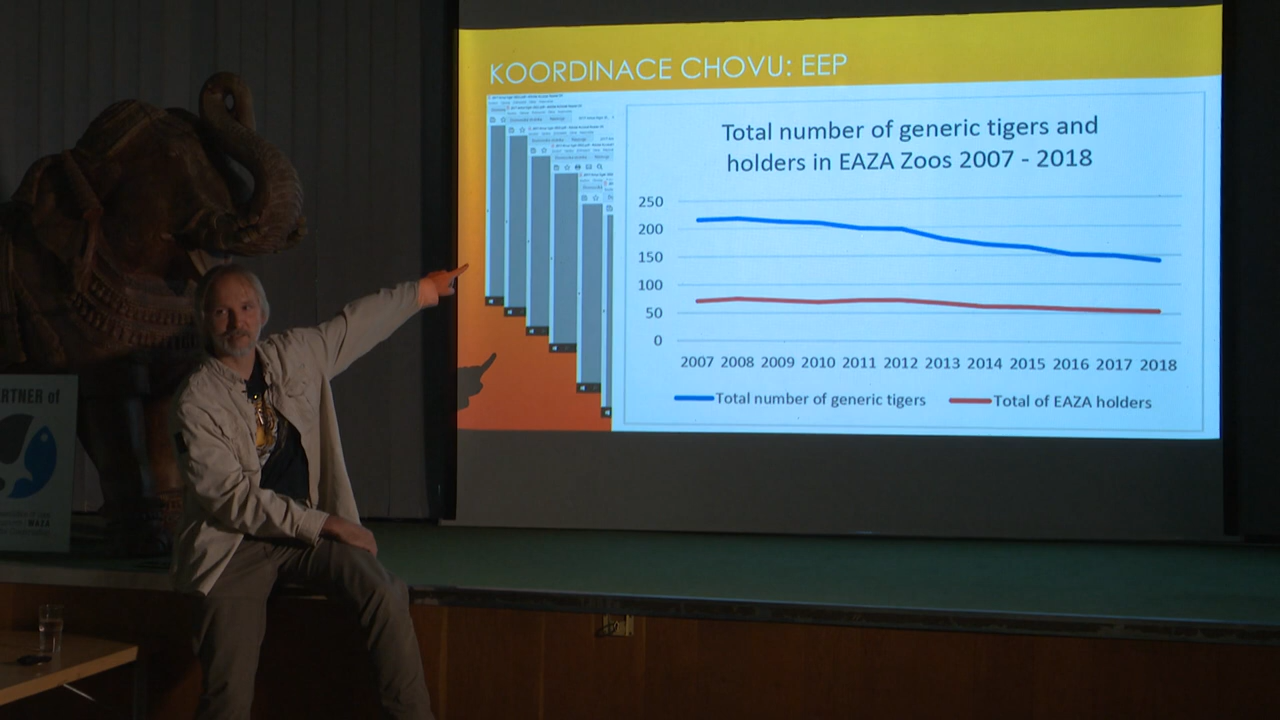 KOORDINACE CHOVU: EEP
Total number of generic tigers and
holders in EAZA Zoos 2007 - 2018
250
200
150
100
50
0
2007 2008 2009 2010 2011 2012 2013 2014 2015 2016 2017 2018
Total number of generic tigers
Total of EAZA holders
RTNER of
WAZA